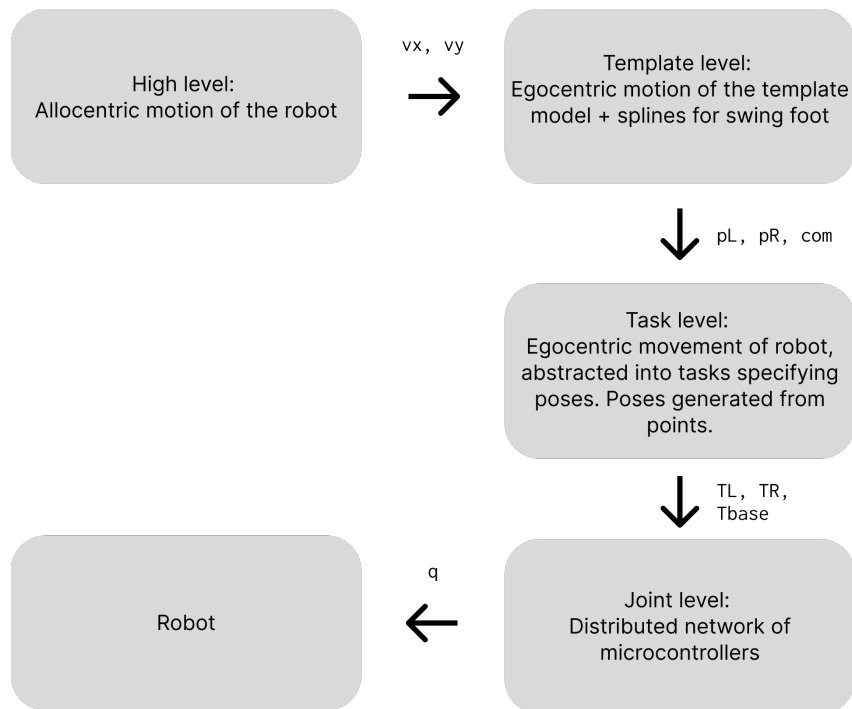 High level:
Allocentric motion of the robot
vx, vy
Template level:
Egocentric motion of the template
model + splines for swing foot
pL, pR, com
Task level:
Egocentric movement of robot,
abstracted into tasks specifying
poses. Poses generated from
points.
TL, TR,
Tbase
Joint level:
Distributed network of
microcontrollers
q
Robot